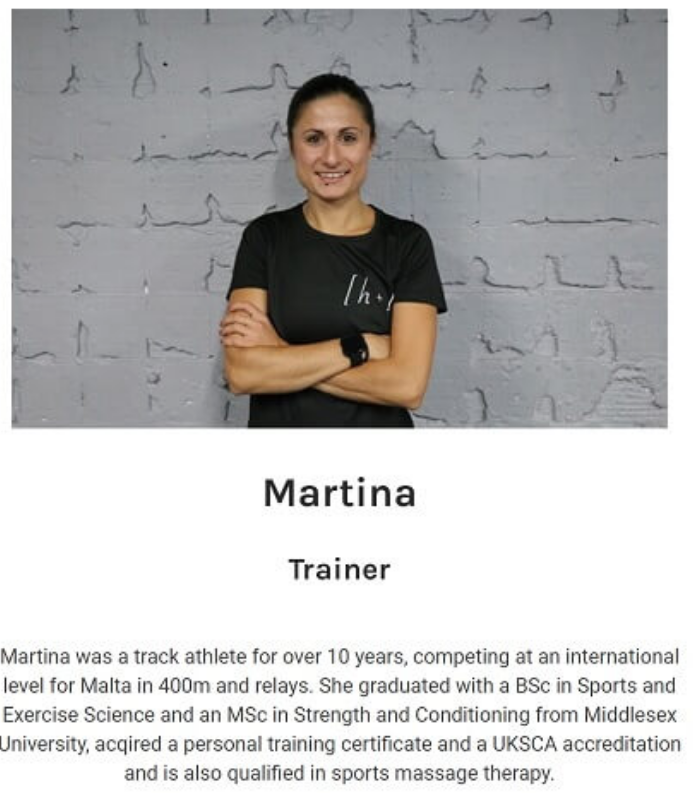 [h+]
Martina
Trainer
Martina was a track athlete for over 10 years, competing at an international
level for Malta in 400m and relays. She graduated with a BSc in Sports and
Exercise Science and an MSc in Strength and Conditioning from Middlesex
University, acqired a personal training certificate and a UKSCA accreditation
and is also qualified in sports massage therapy.